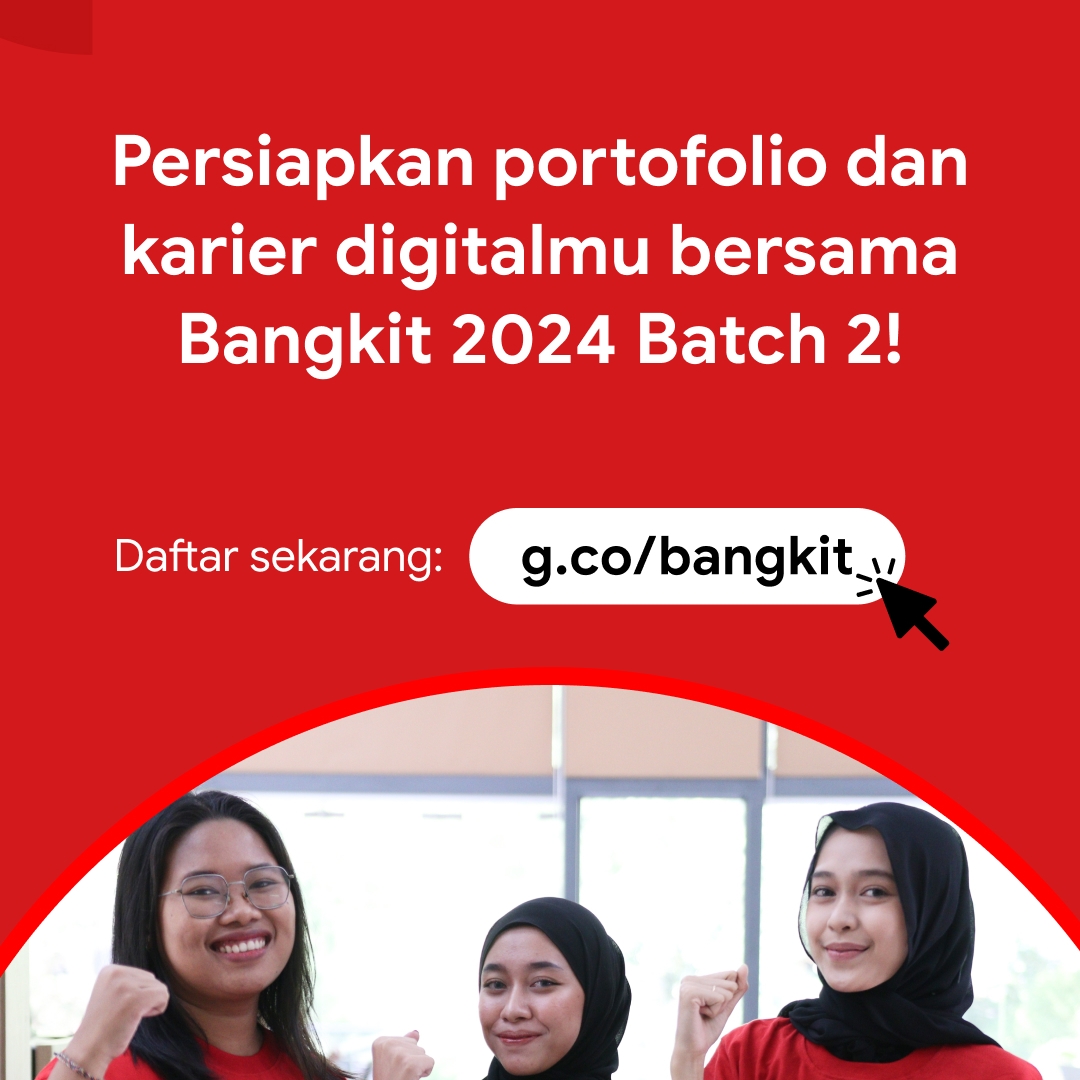 Persiapkan portofolio dan
karier digitalmu bersama
Bangkit 2024 Batch 2!
Daftar sekarang: g.co/bangkit